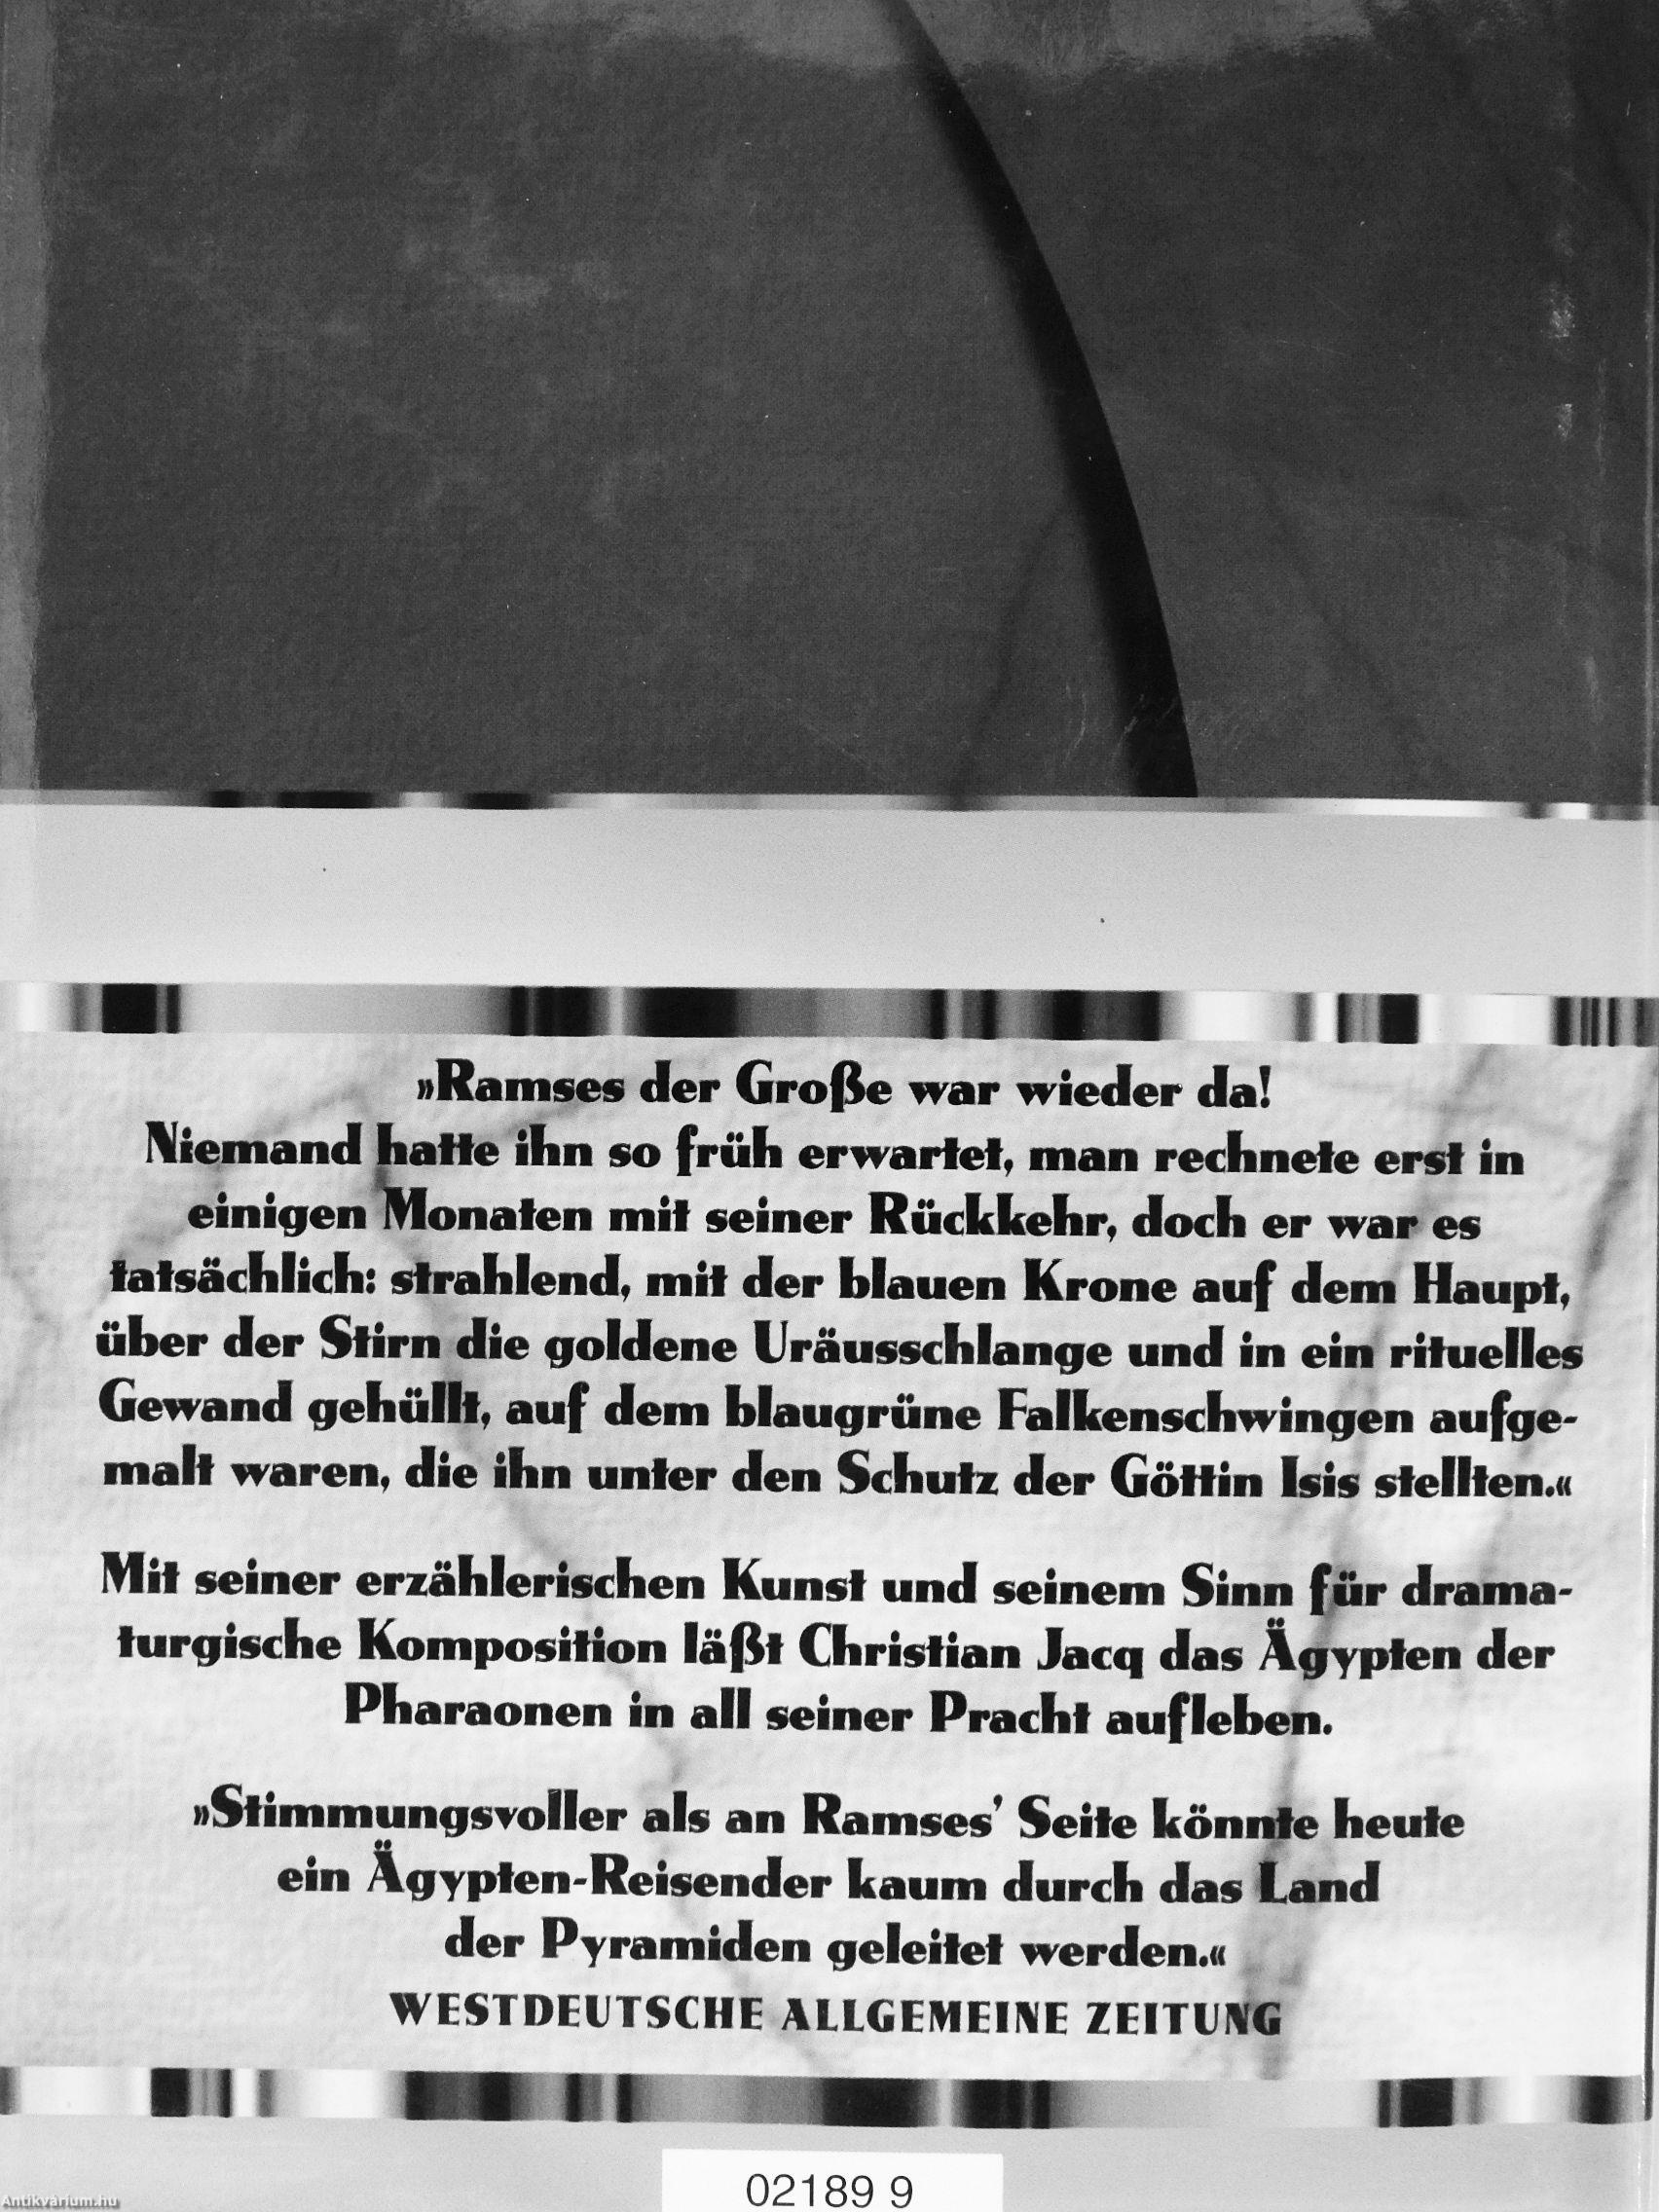 »Ramses der Große war wieder da!
Niemand hatte ihn so früh erwartet, man rechnete erst in
einigen Monaten mit seiner Rückkehr, doch er war es
tatsächlich: strahlend, mit der blauen Krone auf dem Haupt,
über der Stirn die goldene Uräusschlange und in ein rituelles
Gewand gehüllt, auf dem blaugrüne Falkenschwingen aufge-
malt waren, die ihn unter den Schutz der Göttin Isis stellten.«
Mit seiner erzählerischen Kunst und seinem Sinn für drama-
turgische Komposition läßt Christian Jacq das Ägypten der
Pharaonen in all seiner Pracht aufleben.
»Stimmungsvoller als an Ramses' Seite könnte heute
ein Ägypten-Reisender kaum durch das Land
der Pyramiden geleitet werden.«
WESTDEUTSCHE ALLGEMEINE ZEITUNG
02189 9
Antikvarium.hu